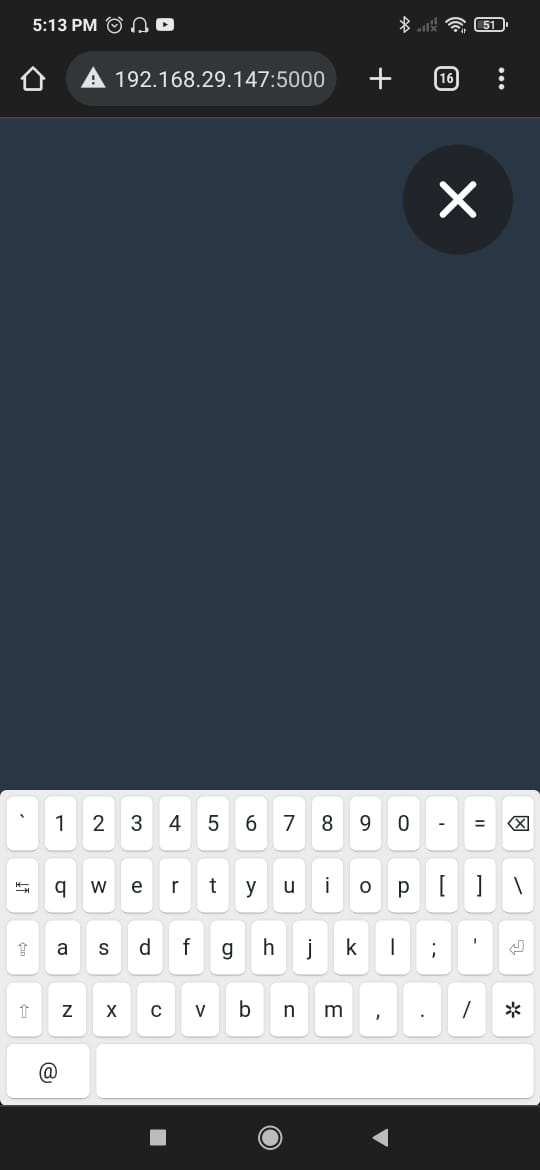 5:13 PM 51
192.168.29.147:5000 16
` 1 2 3 4 5 6 7 8 9 0 - =
q w e r t y u i o p [ ] \
a s d f g h j k l ; '
z x c v b n m , . / *
@